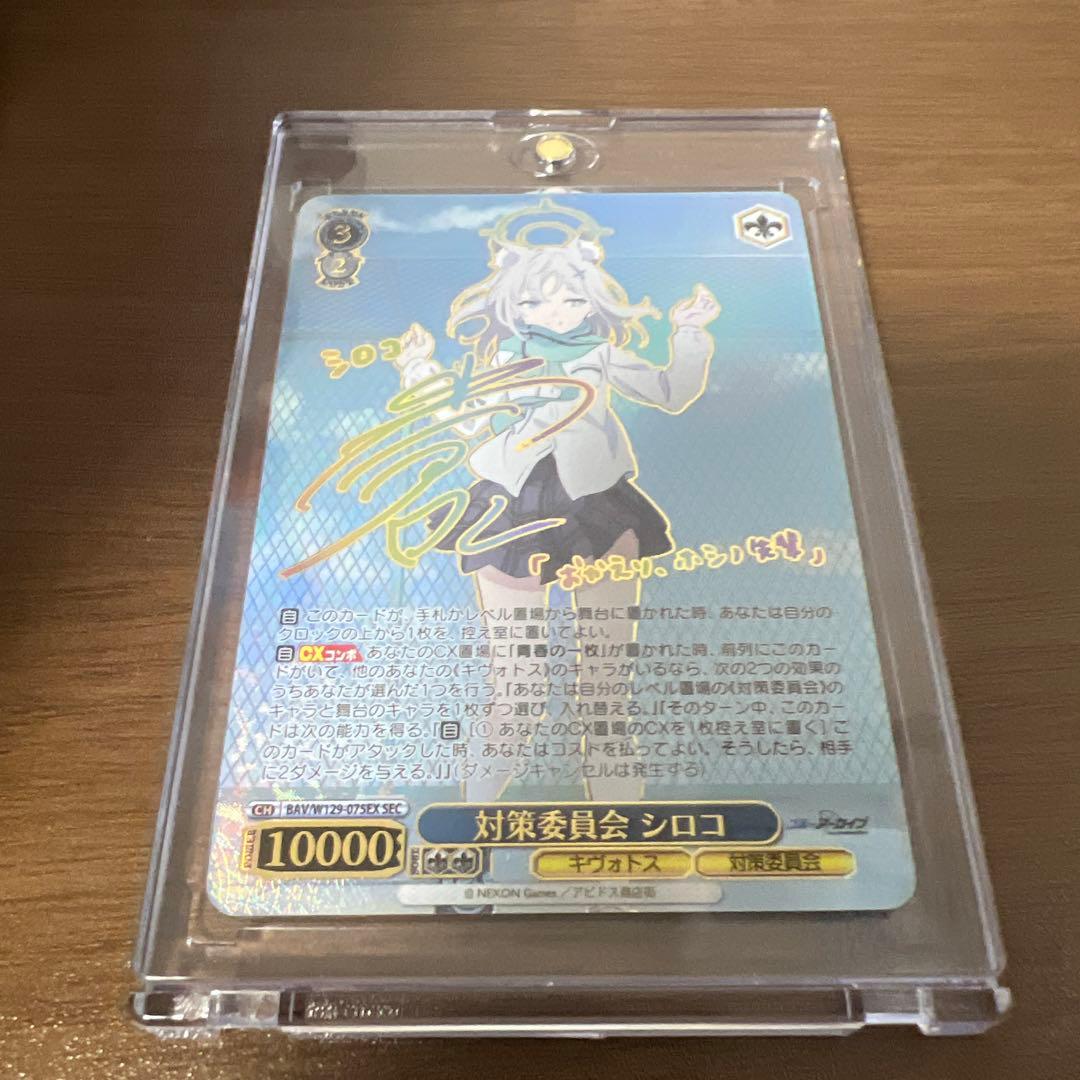 3
2
シロコ
「おかえり、ホシノ先輩」
自 このカードが、手札かレベル置場から舞台に置かれた時、あなたは自分の
クロックの上から1枚を、控え室に置いてよい。
自 CXコンボ あなたのCX置場に「青春の一枚」が置かれた時、前列にこのカー
ドがいて、他のあなたの《キヴォトス》のキャラがいるなら、次の2つの効果の
うちあなたが選んだ1つを行う。『あなたは自分のレベル置場の《対策委員会》の
キャラと舞台のキャラを1枚ずつ選び、入れ替える。』『そのターン中、このカー
ドは次の能力を得る。『自 [① あなたのCX置場のCXを1枚控え室に置く] こ
のカードがアタックした時、あなたはコストを払ってよい。そうしたら、相手
に2ダメージを与える。』』(ダメージキャンセルは発生する)
CH BAV/W129-075EX SEC
対策委員会 シロコ
ブルーアーカイブ
POWER 10000
SOUL
キヴォトス
対策委員会
© NEXON Games／アビドス商店街